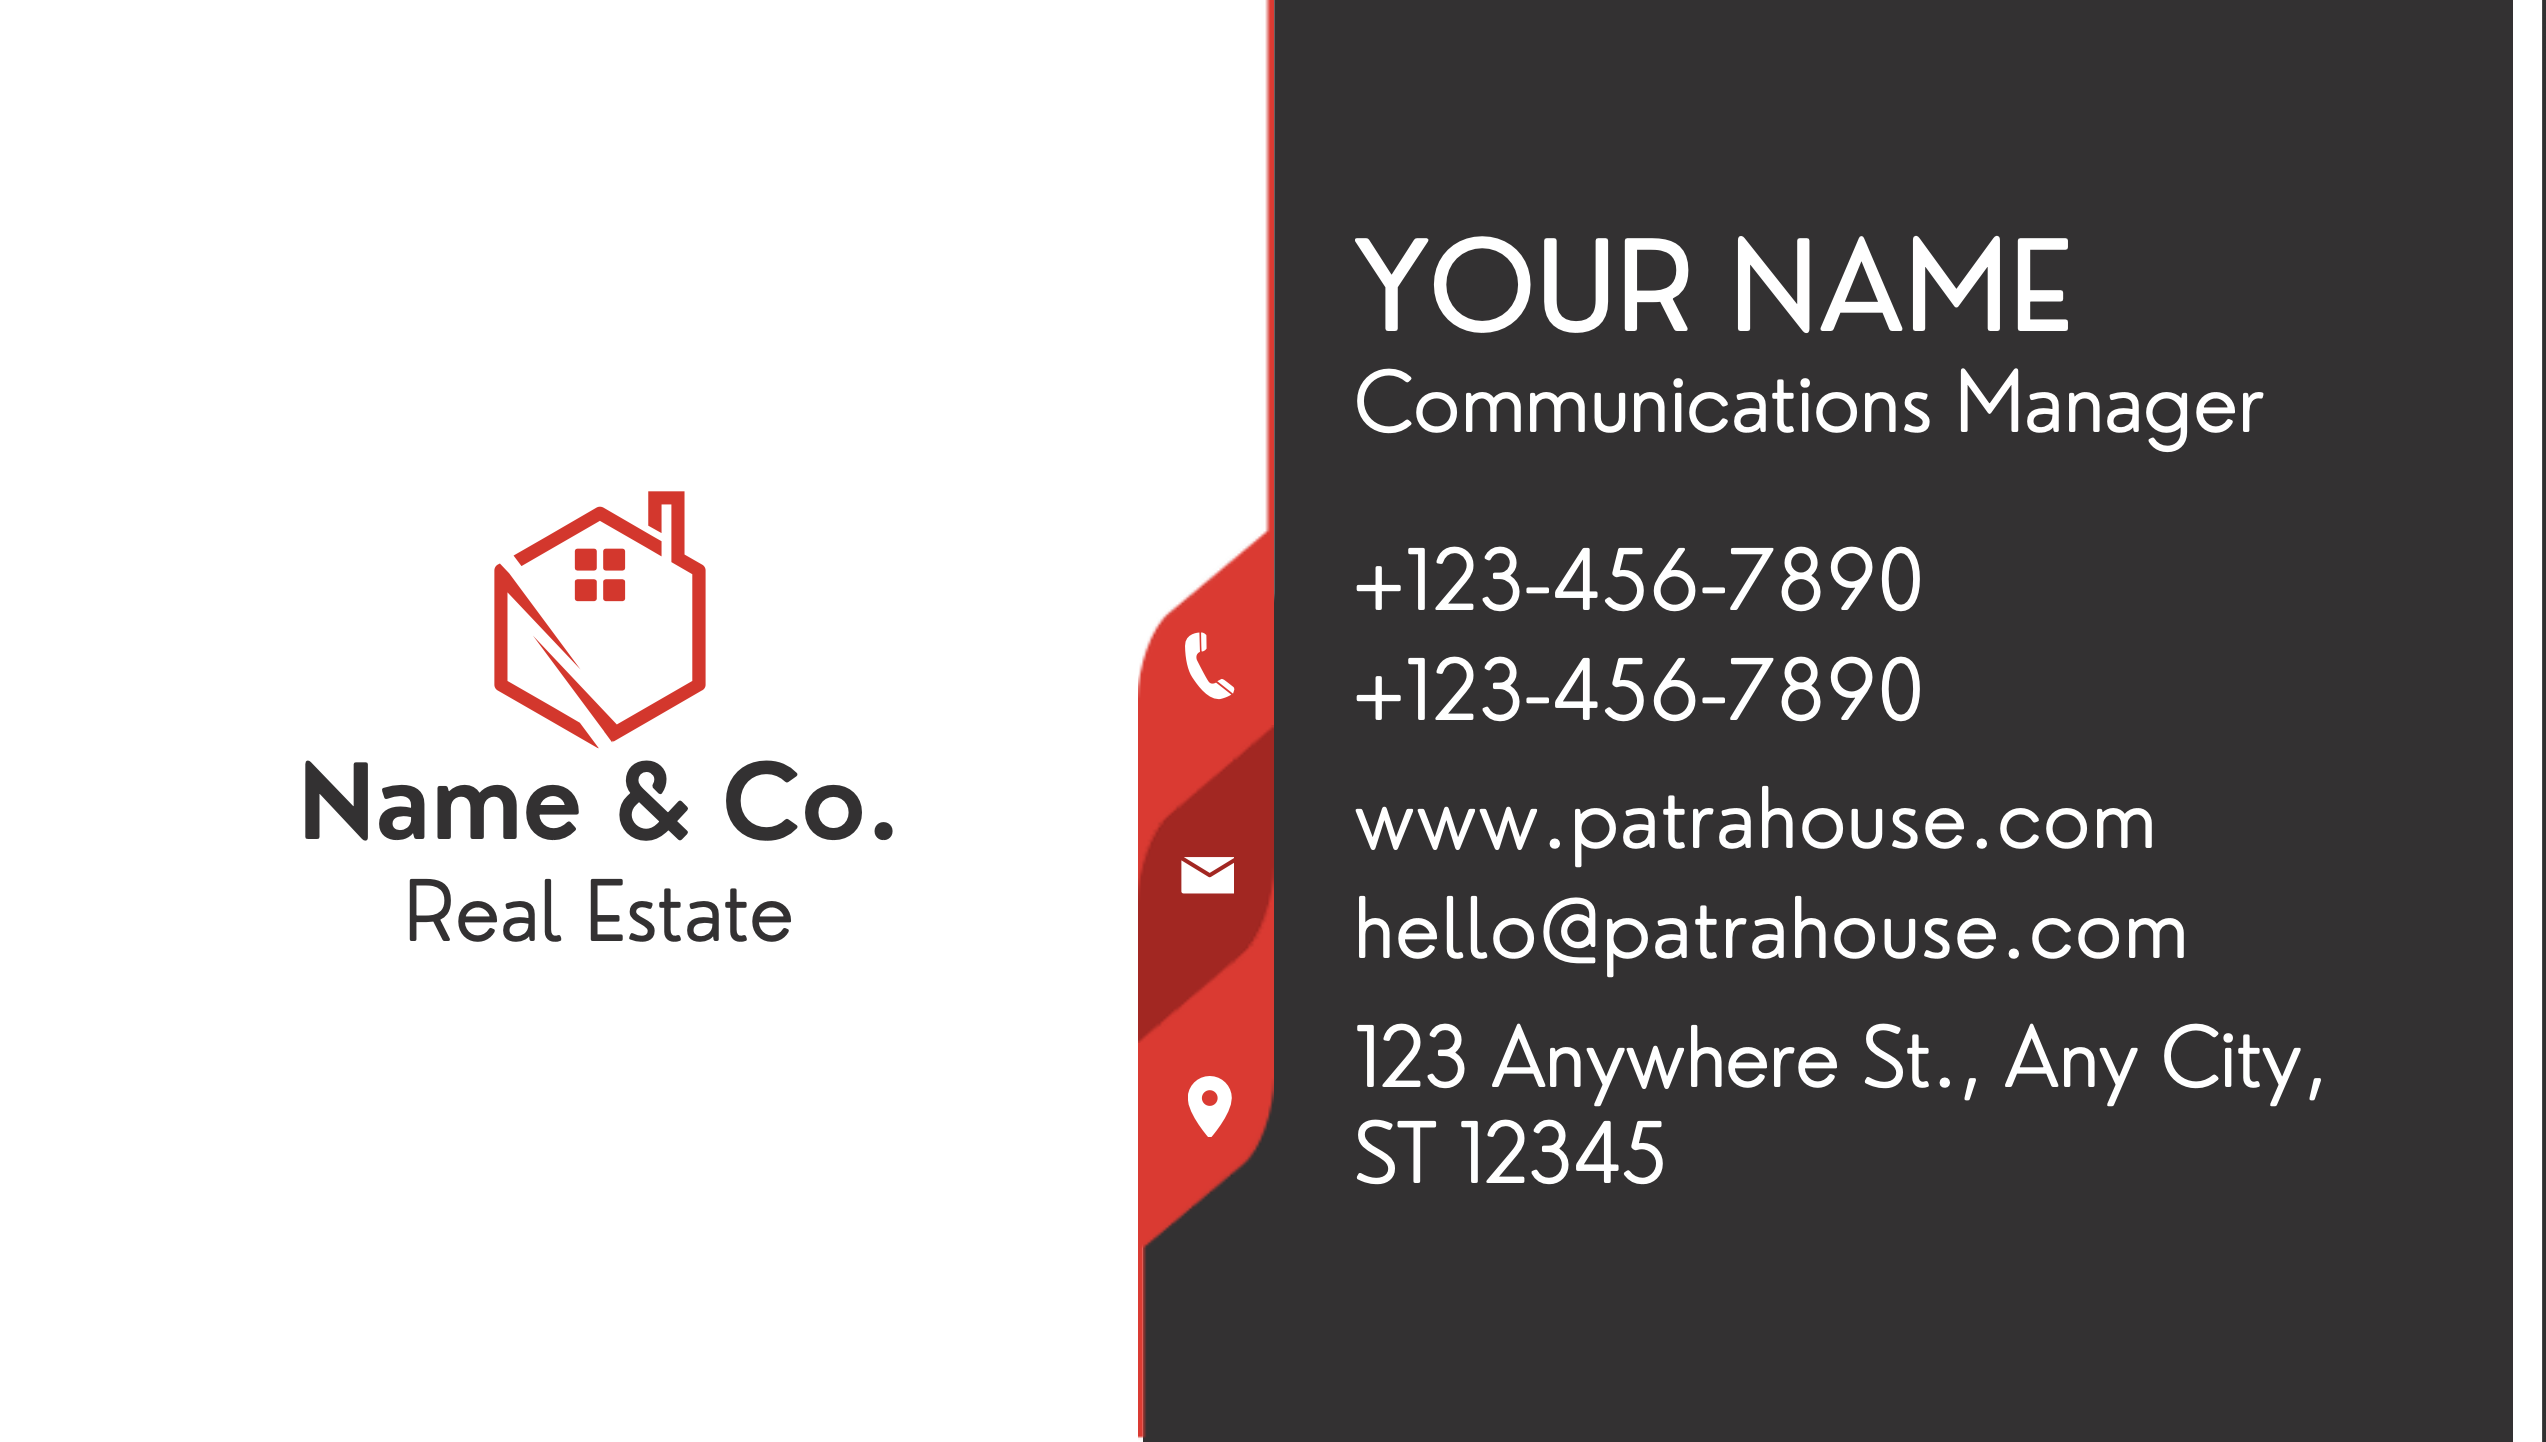 Name & Co.
Real Estate
YOUR NAME
Communications Manager
+123-456-7890
+123-456-7890
www.patrahouse.com
hello@patrahouse.com
123 Anywhere St., Any City,
ST 12345